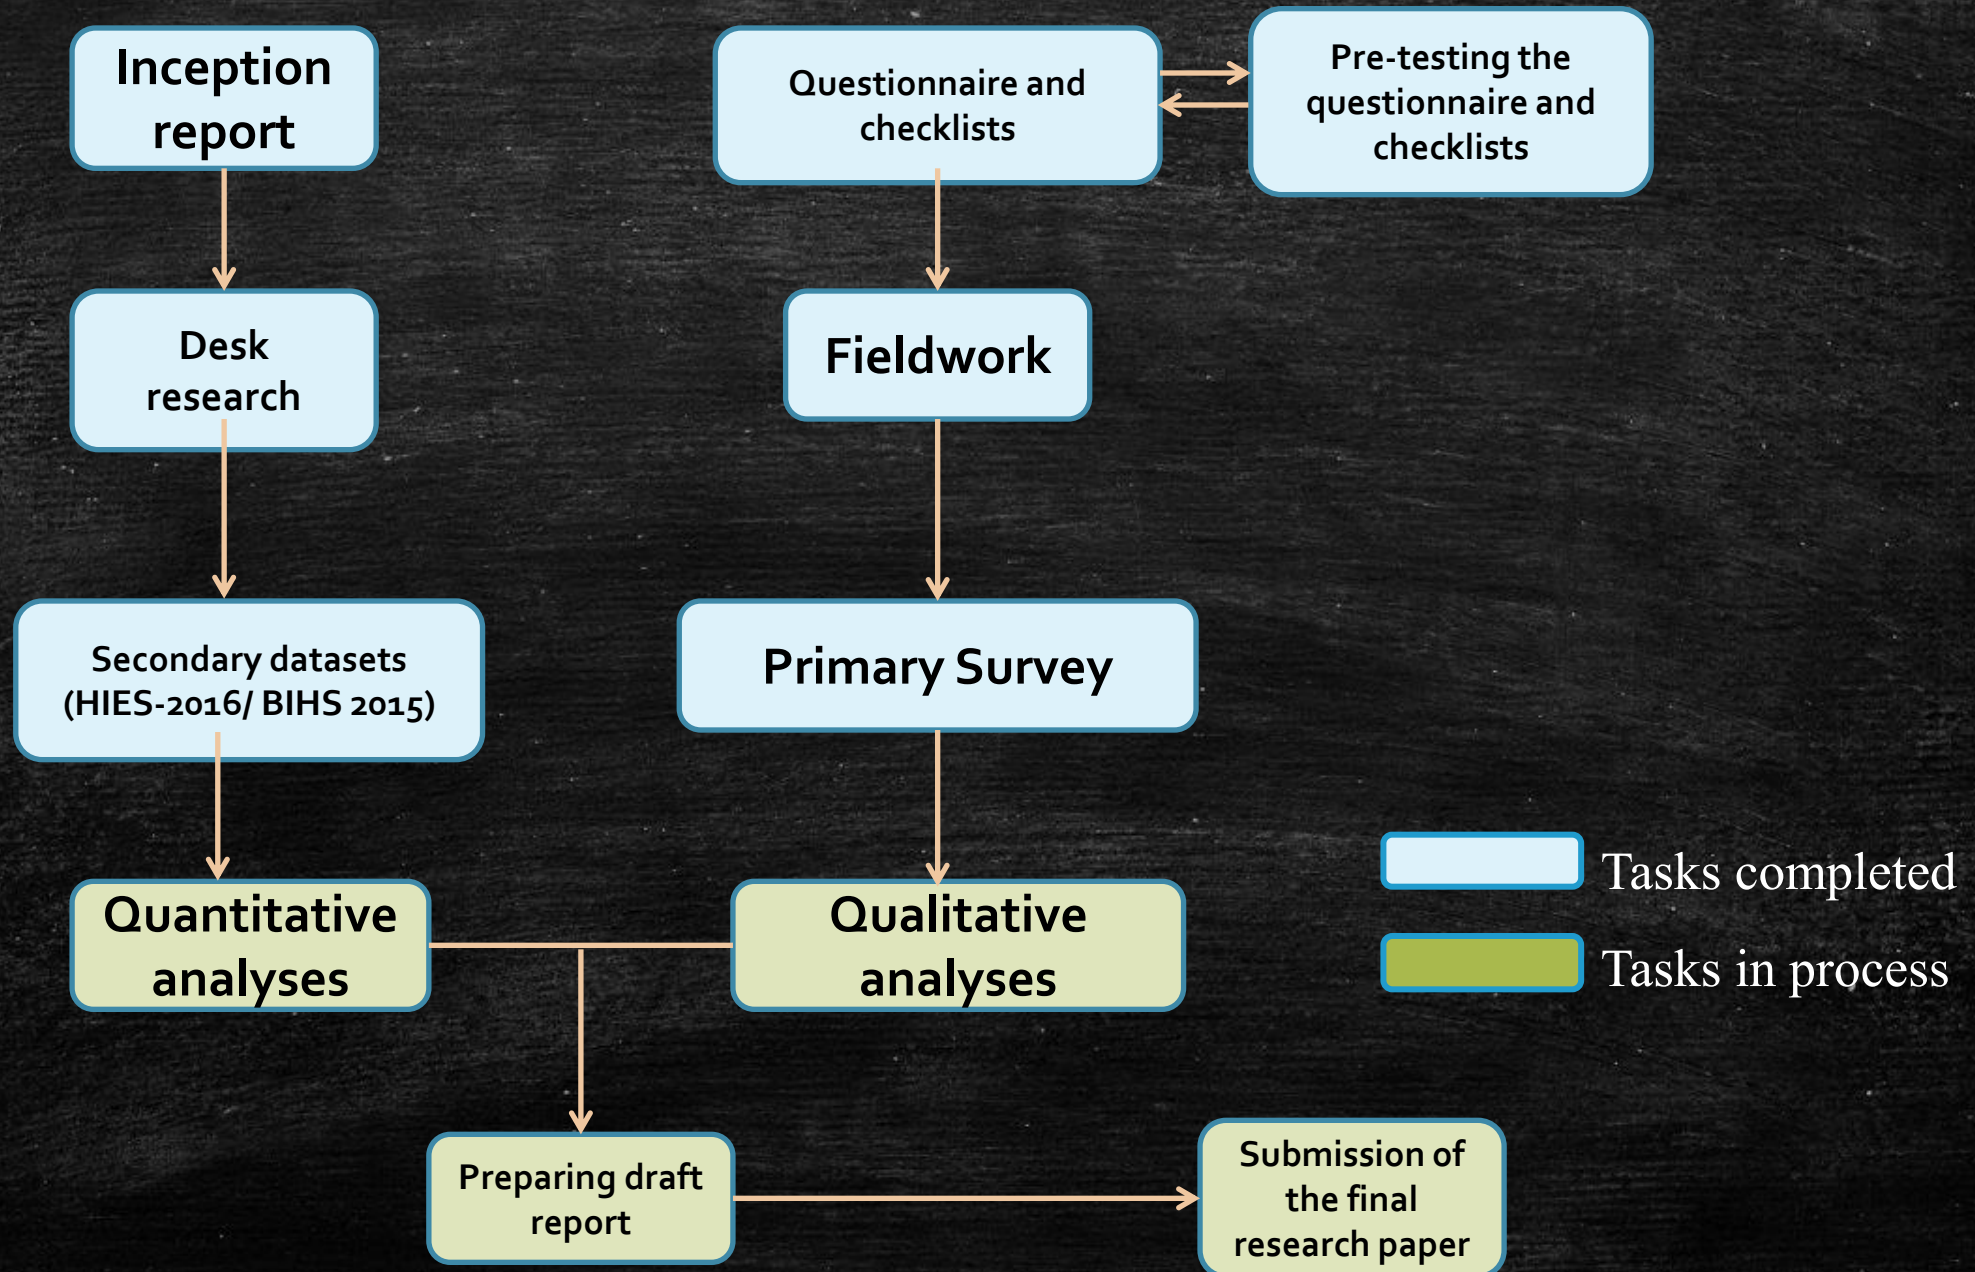 Inception
report
Questionnaire and
checklists
Pre-testing the
questionnaire and
checklists
Desk
research
Fieldwork
Secondary datasets
(HIES-2016/ BIHS 2015)
Primary Survey
Quantitative
analyses
Qualitative
analyses
Tasks completed
Tasks in process
Preparing draft
report
Submission of
the final
research paper